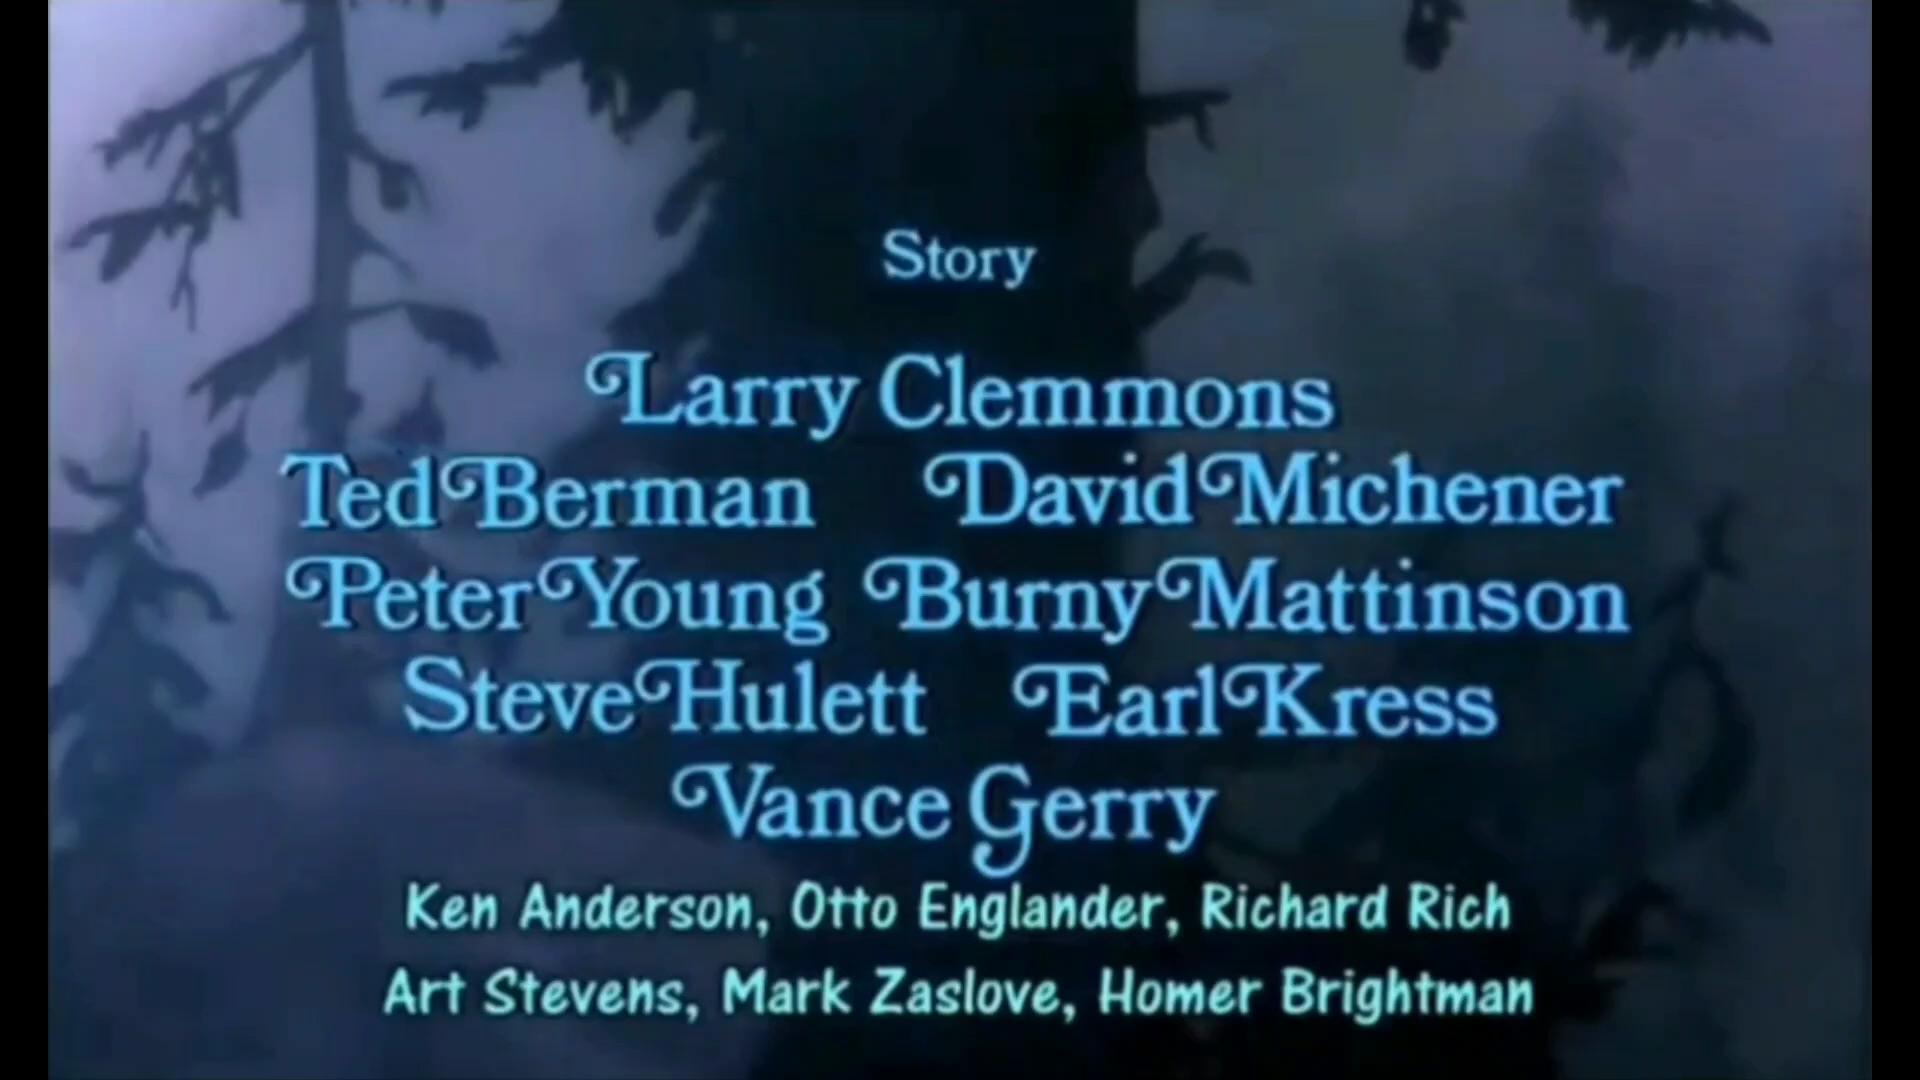 Story
Larry Clemmons
Ted Berman David Michener
Peter Young Burny Mattinson
Steve Hulett Earl Kress
Vance Gerry
Ken Anderson, Otto Englander, Richard Rich
Art Stevens, Mark Zaslove, Homer Brightman